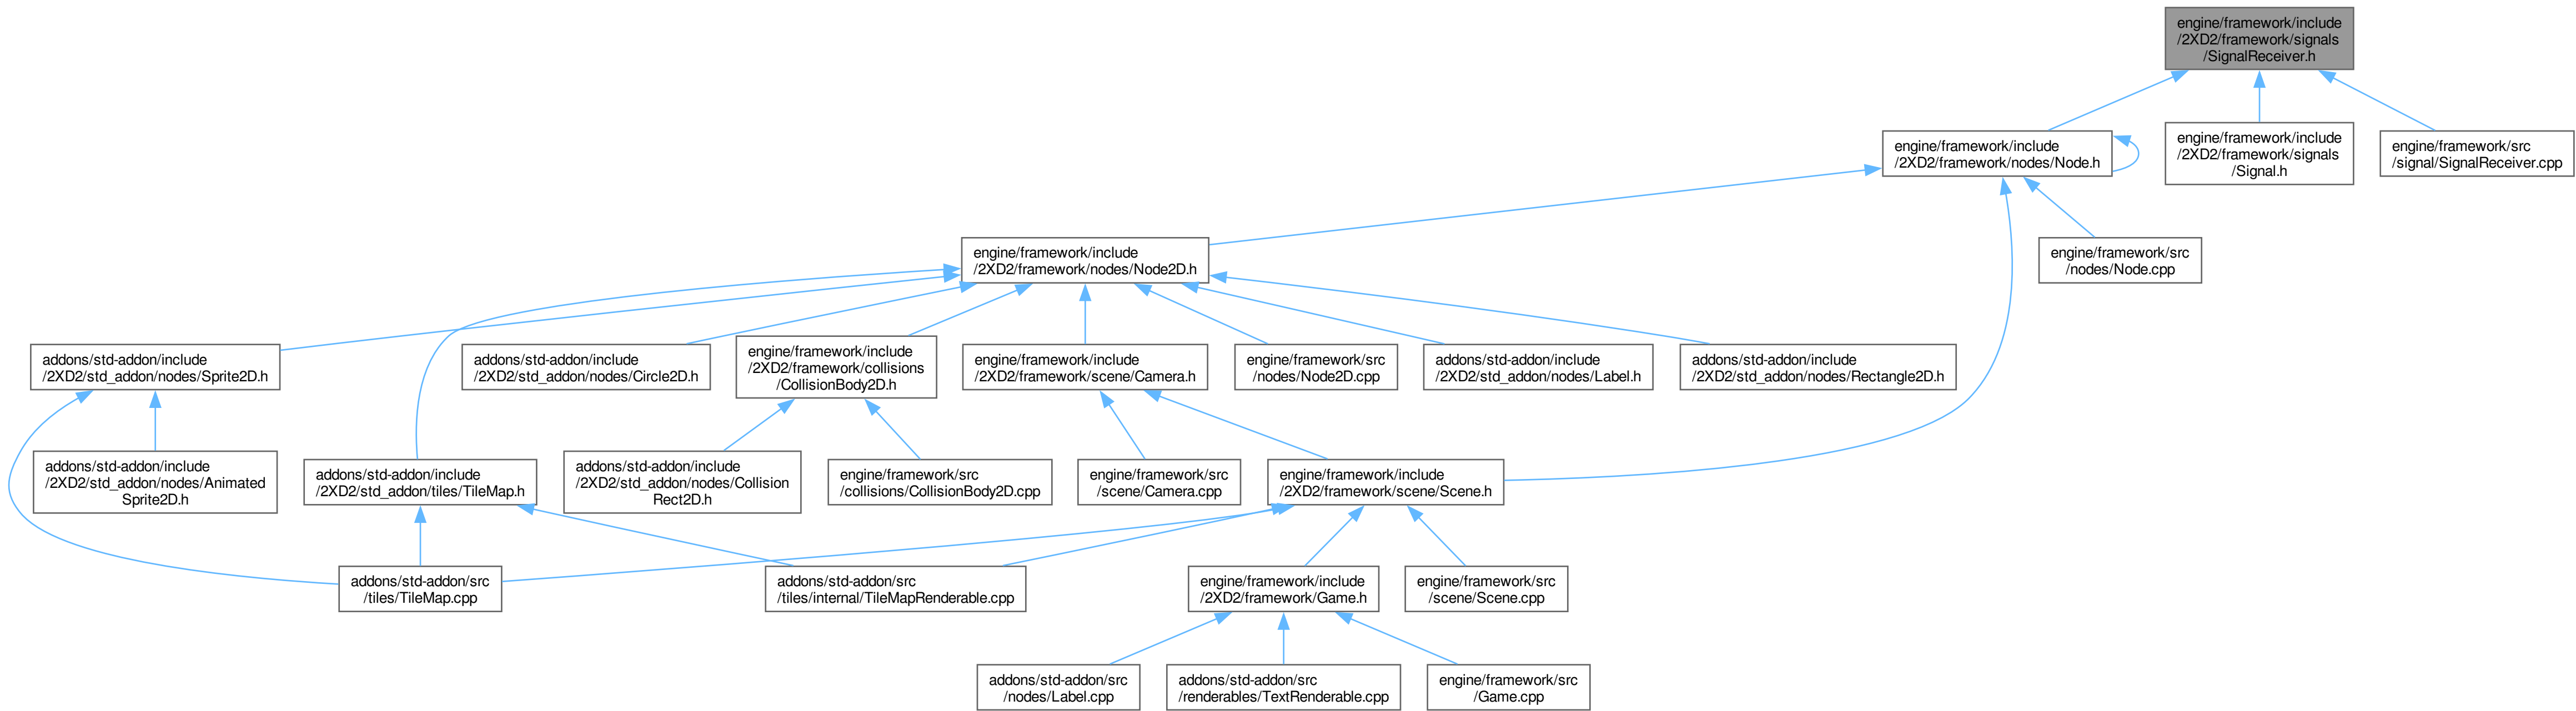 engine/framework/include
/2XD2/framework/signals
/SignalReceiver.h
engine/framework/include
/2XD2/framework/nodes/Node.h
engine/framework/include
/2XD2/framework/signals
/Signal.h
engine/framework/src
/signal/SignalReceiver.cpp
engine/framework/include
/2XD2/framework/nodes/Node2D.h
engine/framework/src
/nodes/Node.cpp
addons/std-addon/include
/2XD2/std_addon/nodes/Sprite2D.h
addons/std-addon/include
/2XD2/std_addon/nodes/Circle2D.h
engine/framework/include
/2XD2/framework/collisions
/CollisionBody2D.h
engine/framework/include
/2XD2/framework/scene/Camera.h
engine/framework/src
/nodes/Node2D.cpp
addons/std-addon/include
/2XD2/std_addon/nodes/Label.h
addons/std-addon/include
/2XD2/std_addon/nodes/Rectangle2D.h
addons/std-addon/include
/2XD2/std_addon/nodes/Animated
Sprite2D.h
addons/std-addon/include
/2XD2/std_addon/tiles/TileMap.h
addons/std-addon/include
/2XD2/std_addon/nodes/Collision
Rect2D.h
engine/framework/src
/collisions/CollisionBody2D.cpp
engine/framework/src
/scene/Camera.cpp
engine/framework/include
/2XD2/framework/scene/Scene.h
addons/std-addon/src
/tiles/TileMap.cpp
addons/std-addon/src
/tiles/internal/TileMapRenderable.cpp
engine/framework/include
/2XD2/framework/Game.h
engine/framework/src
/scene/Scene.cpp
addons/std-addon/src
/nodes/Label.cpp
addons/std-addon/src
/renderables/TextRenderable.cpp
engine/framework/src
/Game.cpp